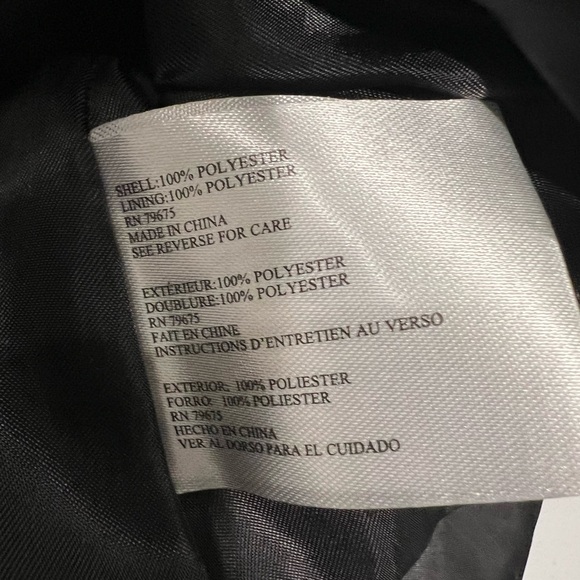 SHELL:100% POLYESTER
LINING:100% POLYESTER
RN 79675
MADE IN CHINA
SEE REVERSE FOR CARE
EXTÉRIEUR:100% POLYESTER
DOUBLURE:100% POLYESTER
RN 79675
FAIT EN CHINE
INSTRUCTIONS D'ENTRETIEN AU VERSO
EXTERIOR: 100% POLIESTER
FORRO: 100% POLIESTER
RN 79675
HECHO EN CHINA
VER AL DORSO PARA EL CUIDADO